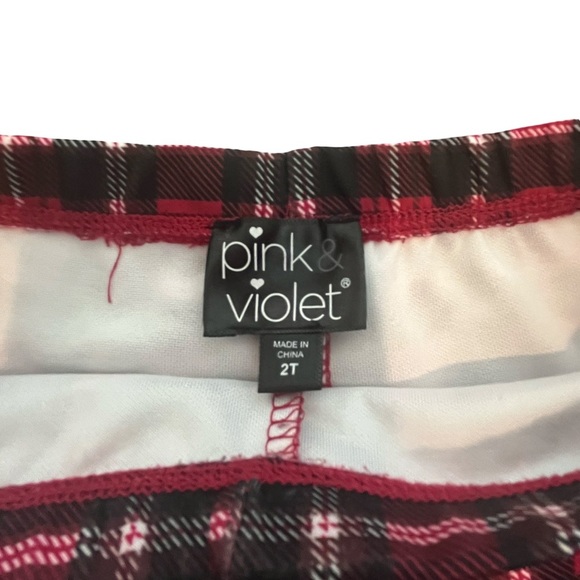 pink &
violet®
MADE IN
CHINA
2T